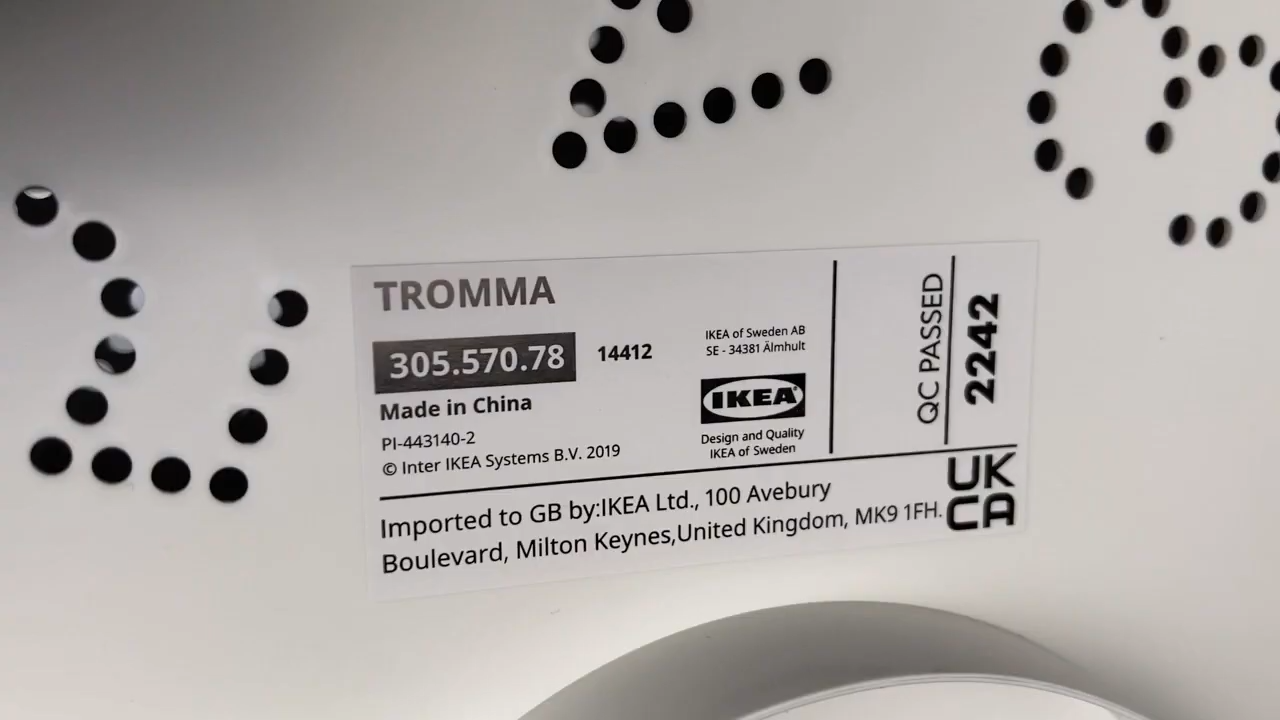 TROMMA
305.570.78
14412
Made in China
PI-443140-2
© Inter IKEA Systems B.V. 2019
IKEA of Sweden AB
SE - 34381 Älmhult
IKEA
Design and Quality
IKEA of Sweden
QC PASSED
2242
Imported to GB by:IKEA Ltd., 100 Avebury
Boulevard, Milton Keynes,United Kingdom, MK9 1FH.
UK
CA